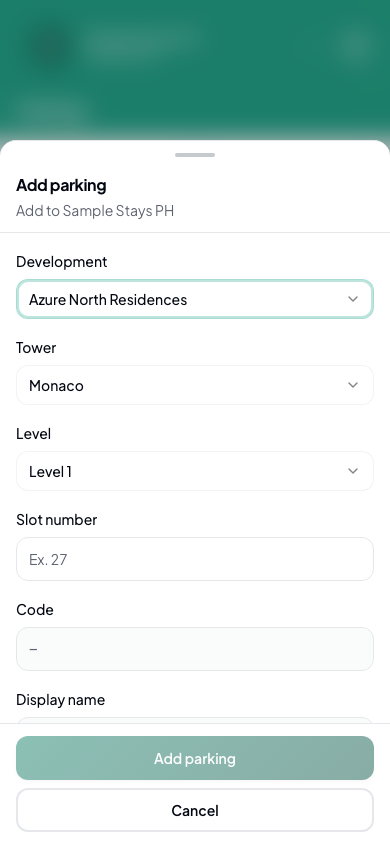 Add parking
Add to Sample Stays PH
Development
Azure North Residences
Tower
Monaco
Level
Level 1
Slot number
Ex. 27
Code
—
Display name
Add parking
Cancel